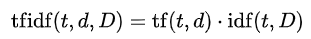 tfidf(t, d, D) = tf(t, d) · idf(t, D)